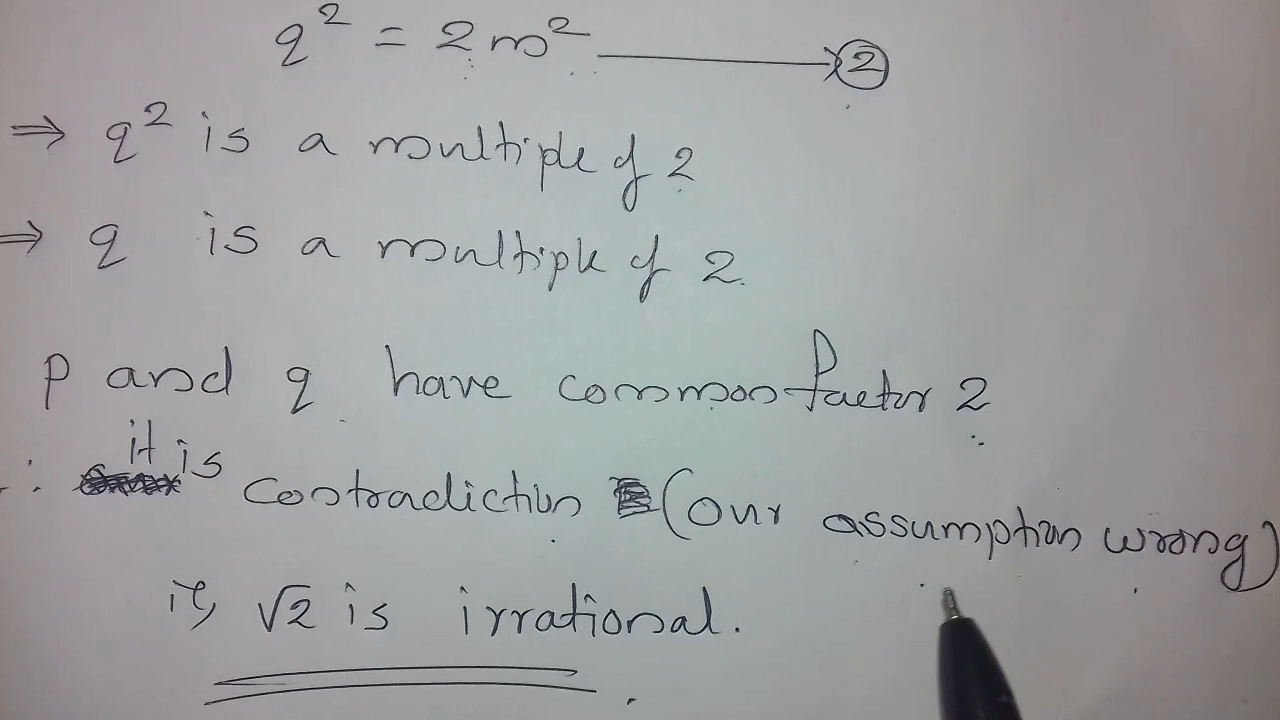 q² = 2m² ⟶ ②
⇒ q² is a multiple of 2
⇒ q is a multiple of 2.
p and q have common factor 2
∴ it is contradiction (our assumption wrong)
ie, √2 is irrational.